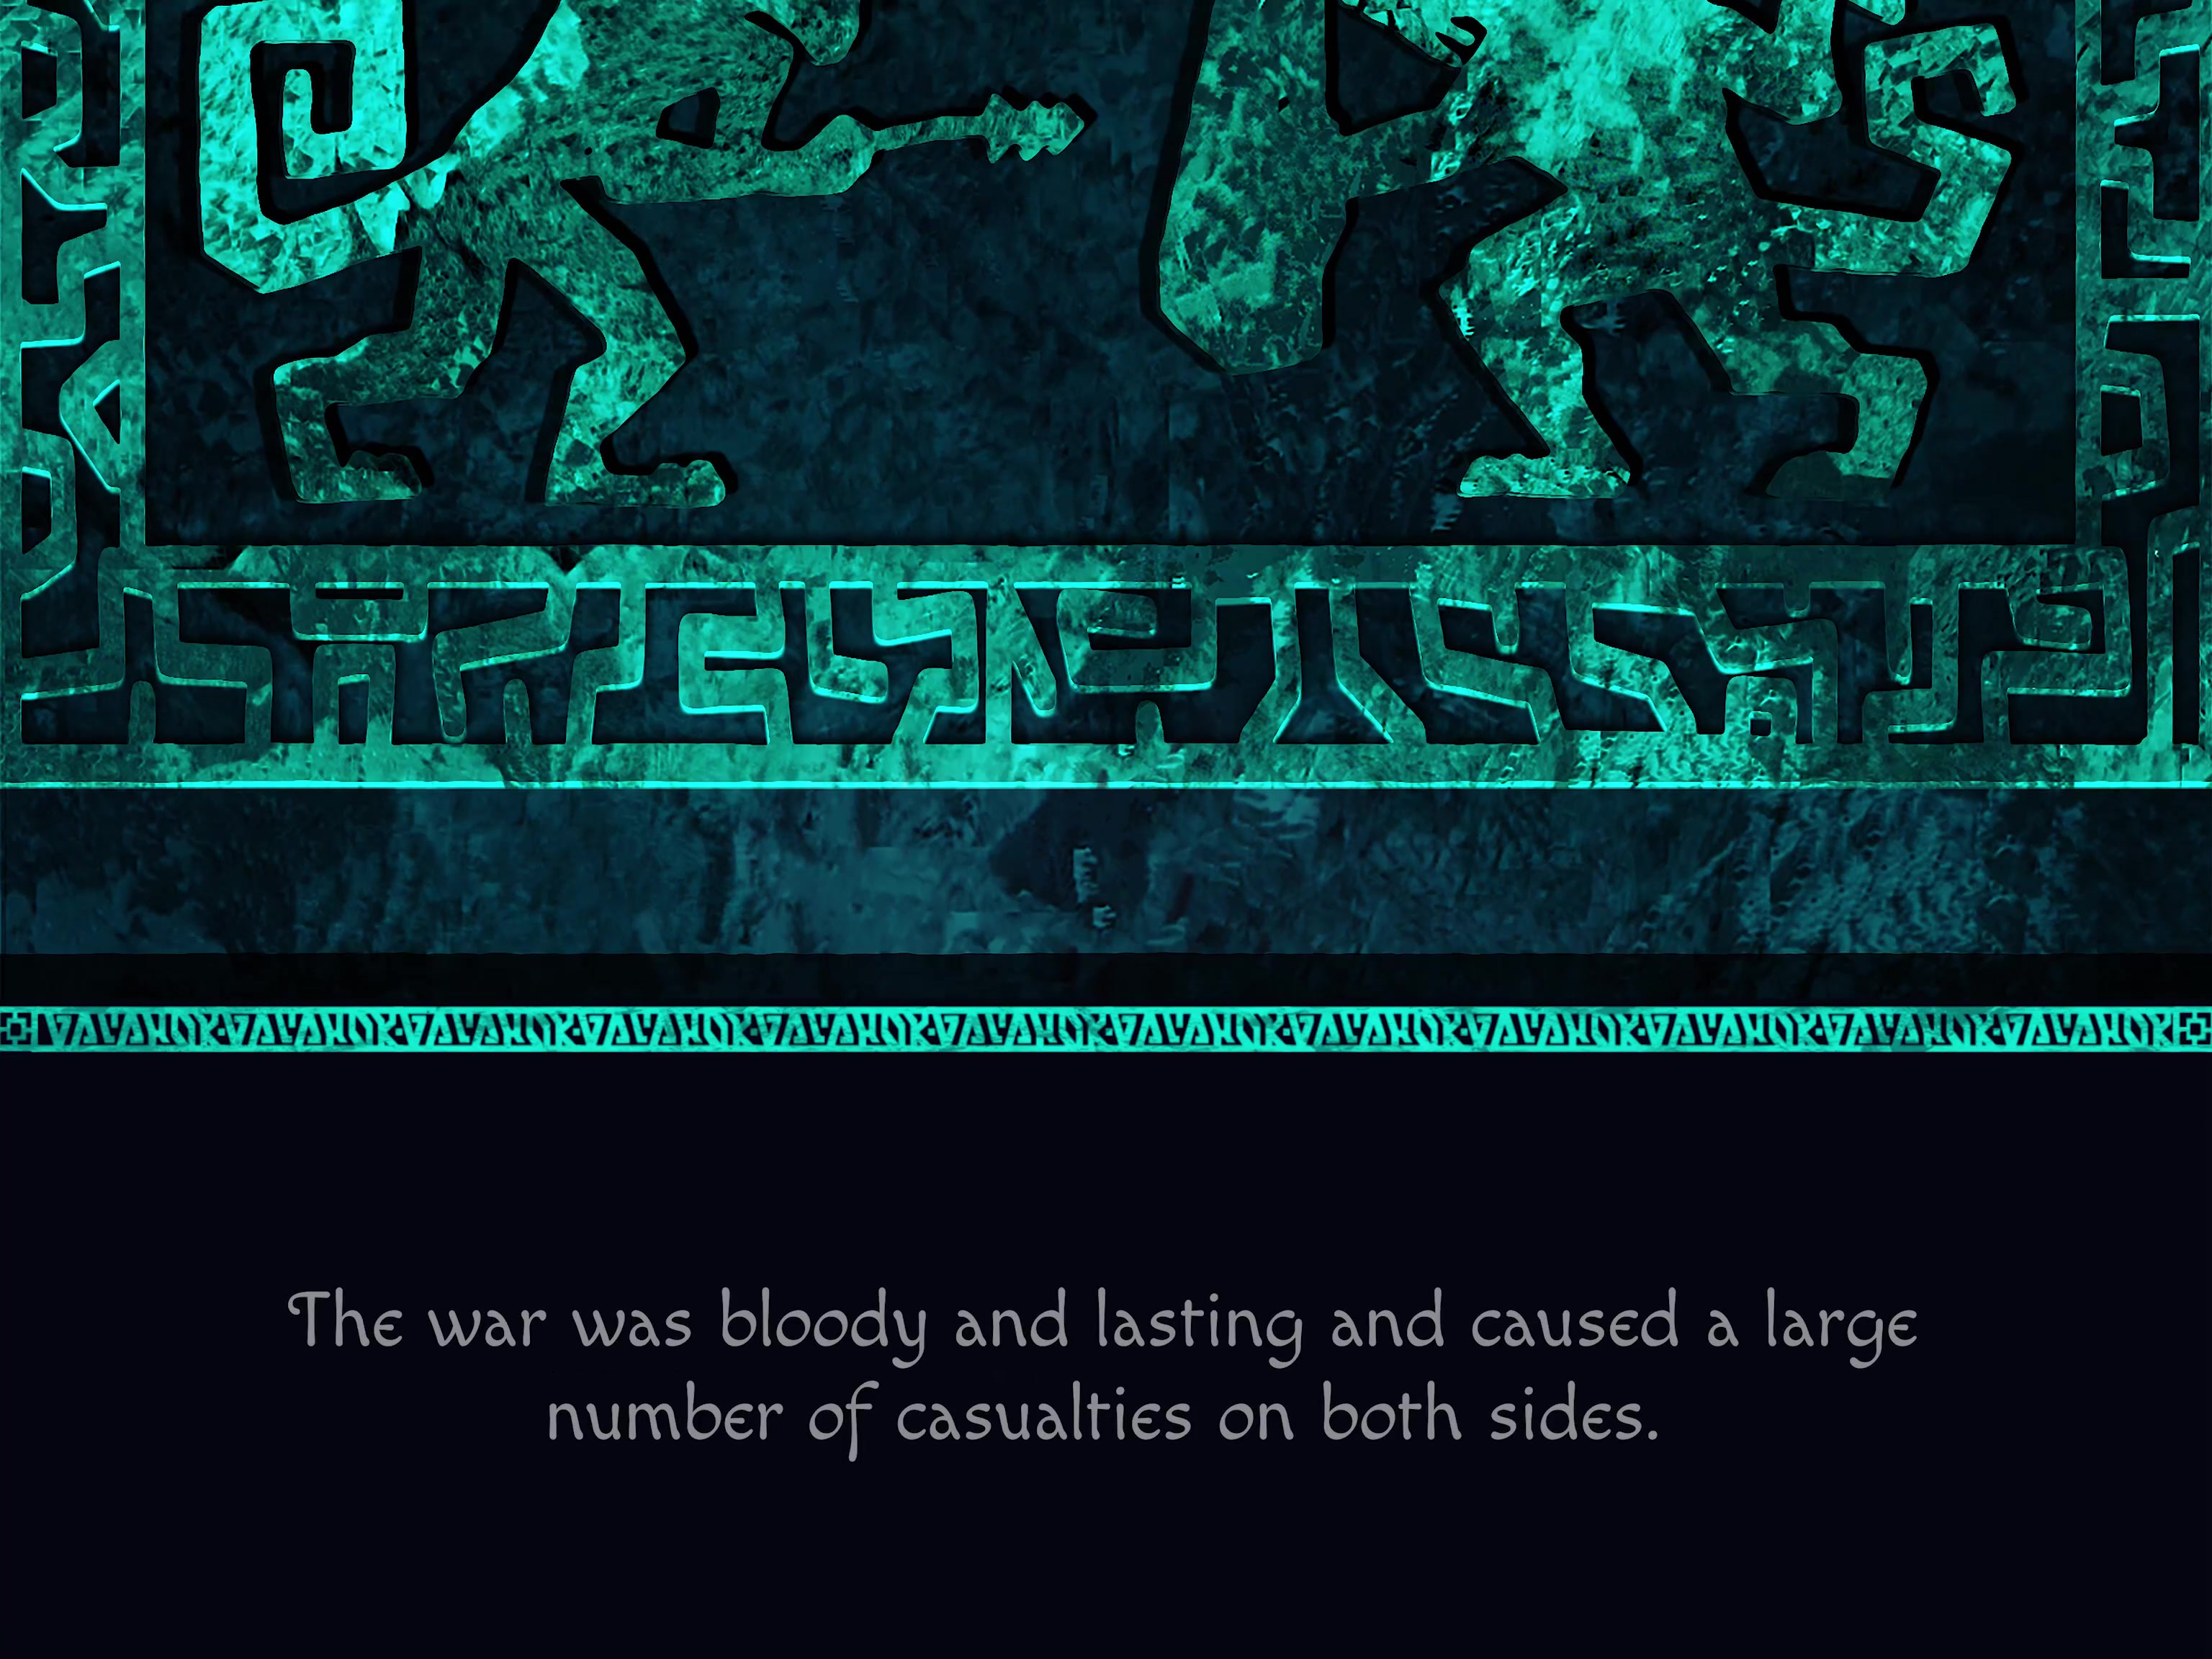 The war was bloody and lasting and caused a large
number of casualties on both sides.